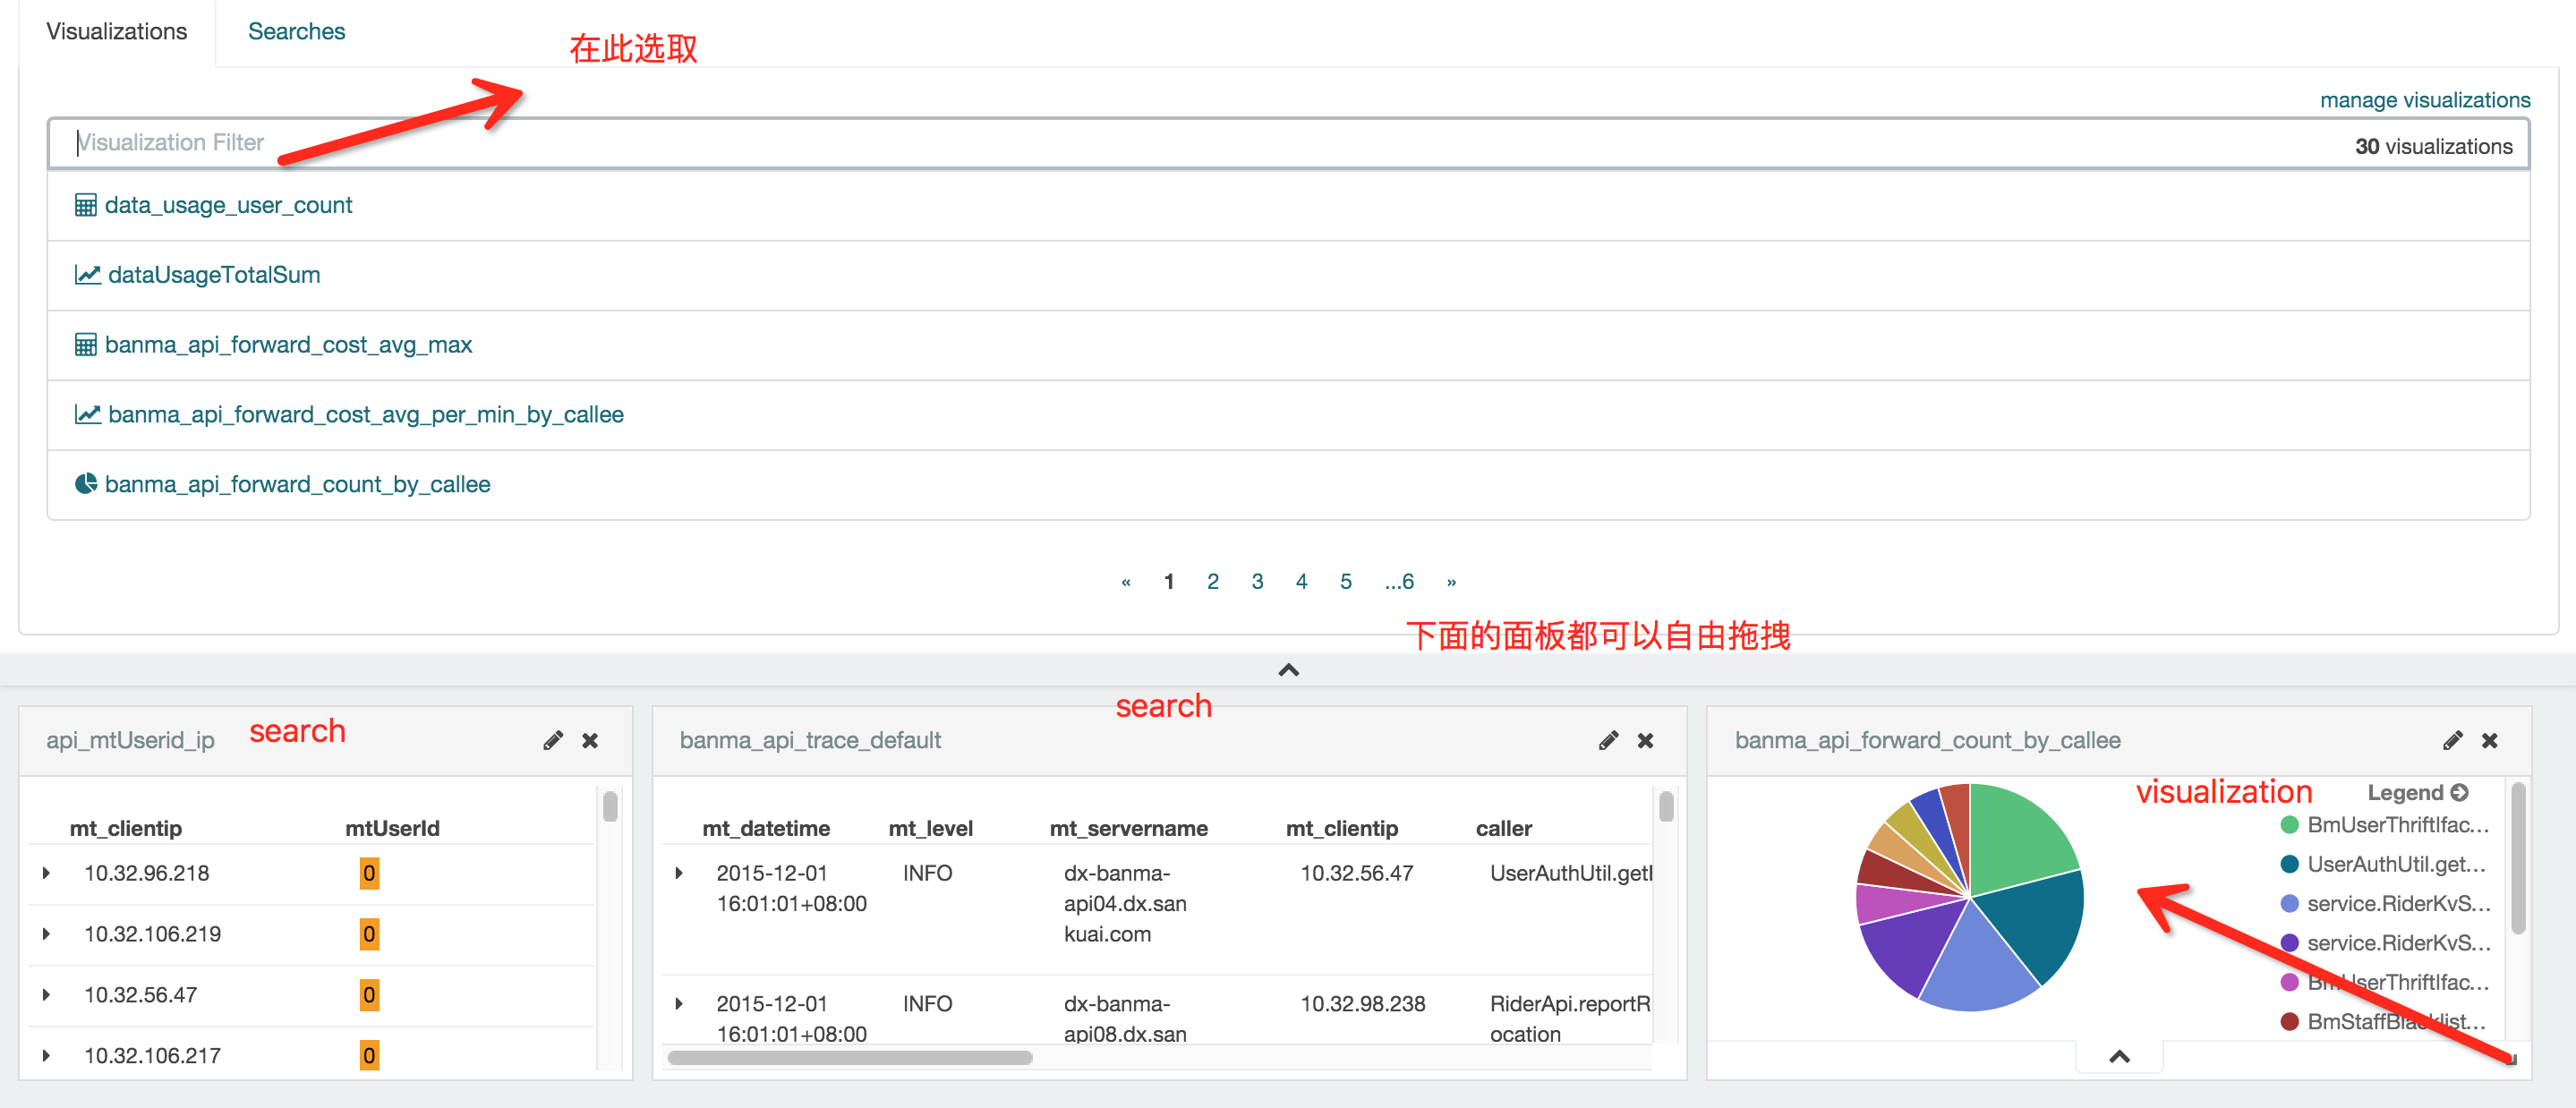 Visualizations
Searches
在此选取
manage visualizations
Visualization Filter
30 visualizations
data_usage_user_count
dataUsageTotalSum
banma_api_forward_cost_avg_max
banma_api_forward_cost_avg_per_min_by_callee
banma_api_forward_count_by_callee
« 1 2 3 4 5 ...6 »
下面的面板都可以自由拖拽
api_mtUserid_ip
search
mt_clientip mtUserId
10.32.96.218 0
10.32.106.219 0
10.32.56.47 0
10.32.106.217 0
search
banma_api_trace_default
mt_datetime mt_level mt_servername mt_clientip caller
2015-12-01 INFO dx-banma- 10.32.56.47 UserAuthUtil.getI
16:01:01+08:00 api04.dx.san
kuai.com
2015-12-01 INFO dx-banma- 10.32.98.238 RiderApi.reportR
16:01:01+08:00 api08.dx.san ocation
banma_api_forward_count_by_callee
visualization
Legend
BmUserThriftIfac...
UserAuthUtil.get...
service.RiderKvS...
service.RiderKvS...
BmUserThriftIfac...
BmStaffBlacklist...